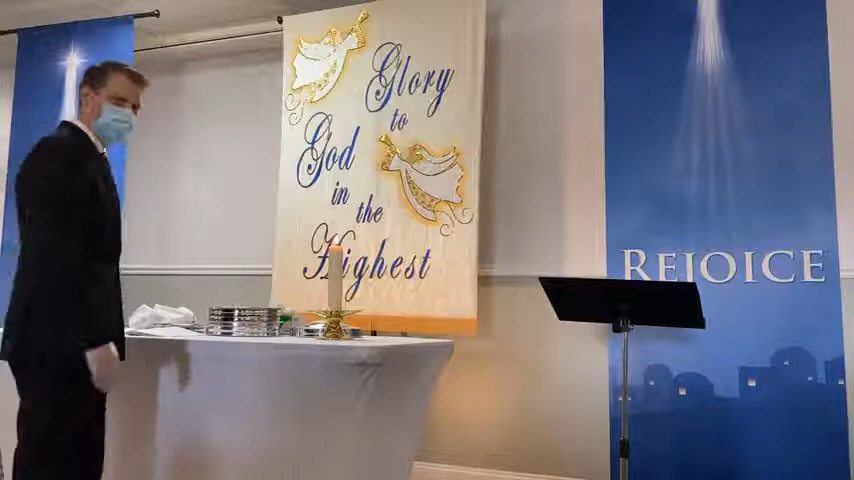 Glory
to
God
in
the
Highest
REJOICE